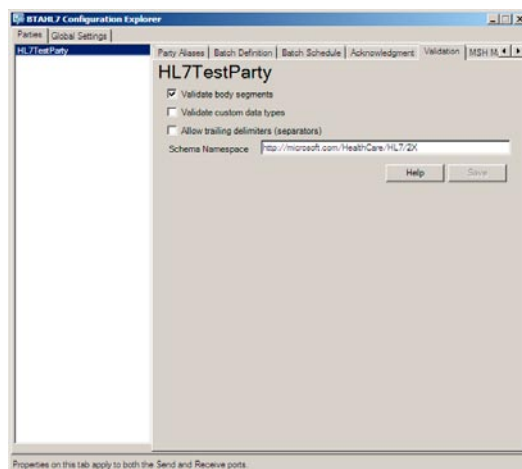 BTAHL7 Configuration Explorer
Parties Global Settings
HL7TestParty
Party Aliases Batch Definition Batch Schedule Acknowledgment Validation MSH M
HL7TestParty
Validate body segments
Validate custom data types
Allow trailing delimiters (separators)
Schema Namespace http://microsoft.com/HealthCare/HL7/2X
Help Save
Properties on this tab apply to both the Send and Receive ports.